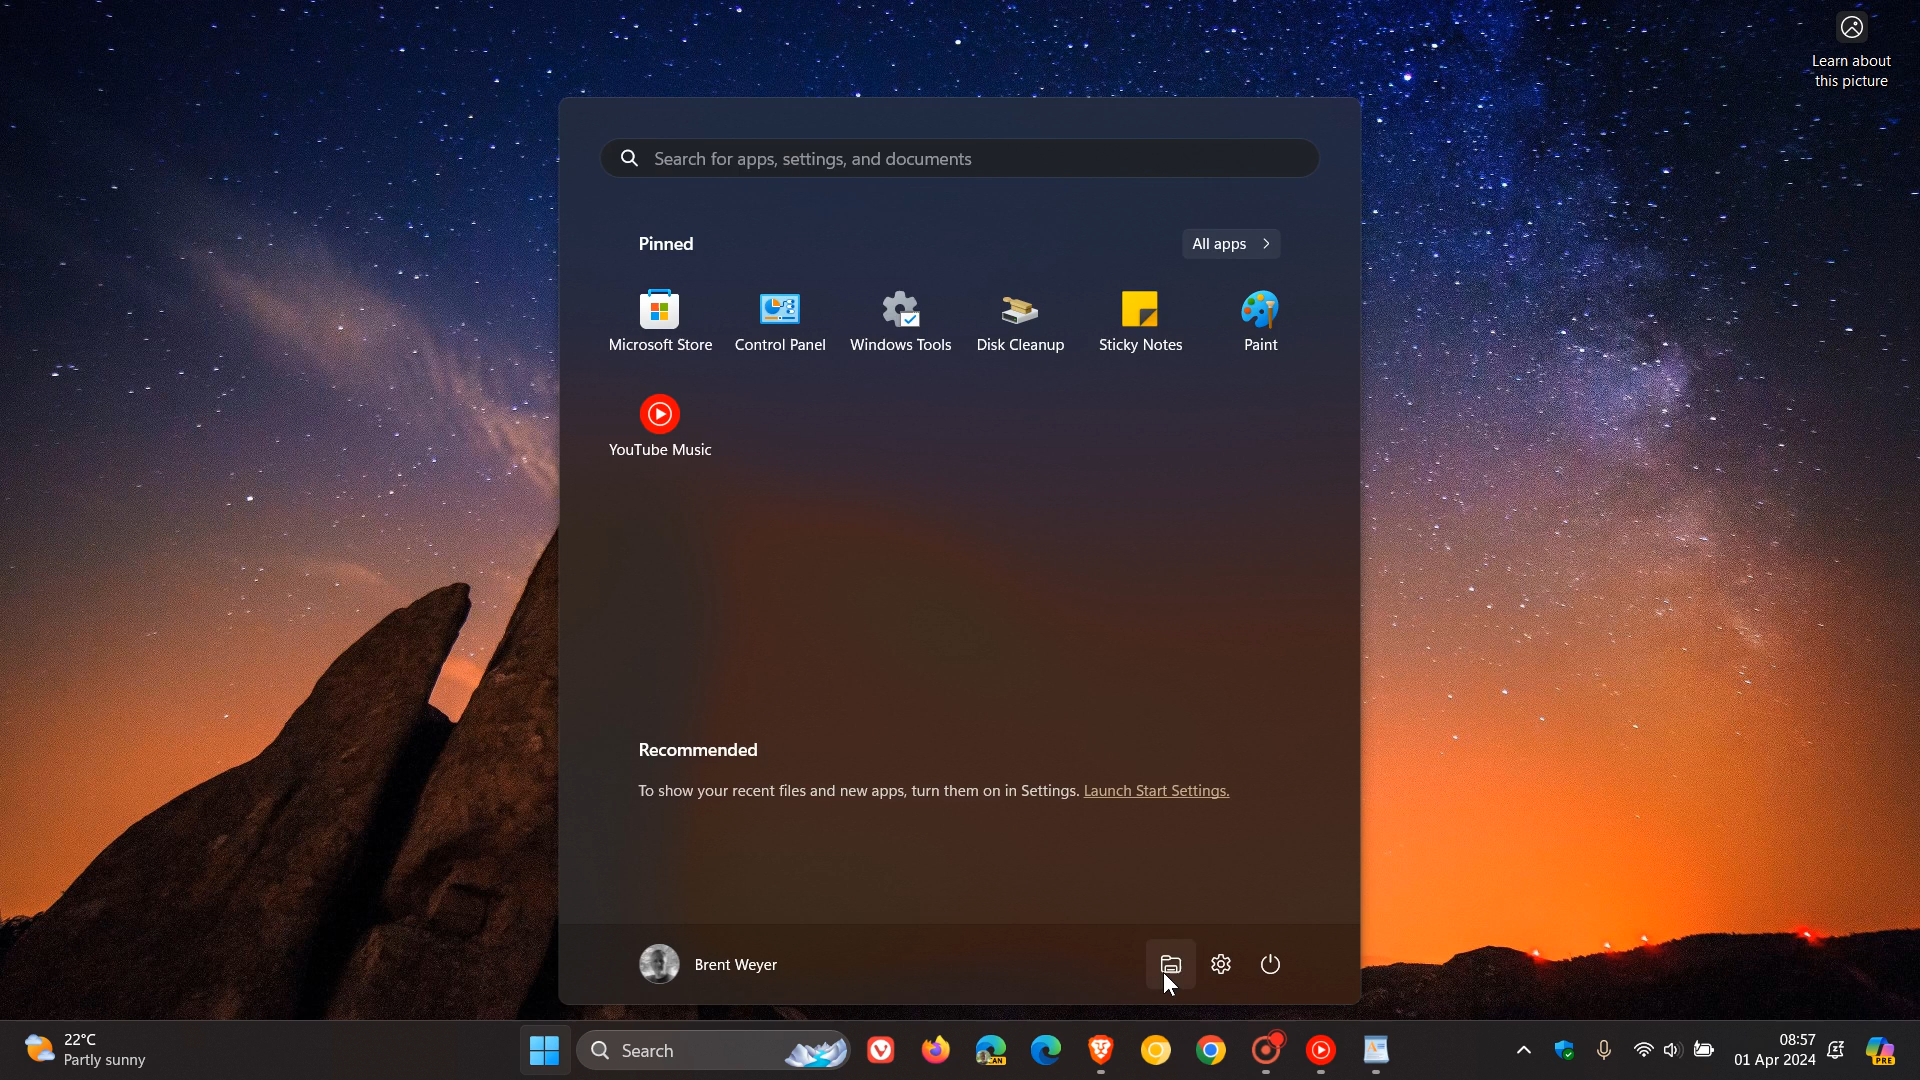 Learn about
this picture
Search for apps, settings, and documents
Pinned
All apps
Microsoft Store
Control Panel
Windows Tools
Disk Cleanup
Sticky Notes
Paint
YouTube Music
Recommended
To show your recent files and new apps, turn them on in Settings. Launch Start Settings.
Brent Weyer
22°C
Partly sunny
Search
CAN
08:57
01 Apr 2024
PRE